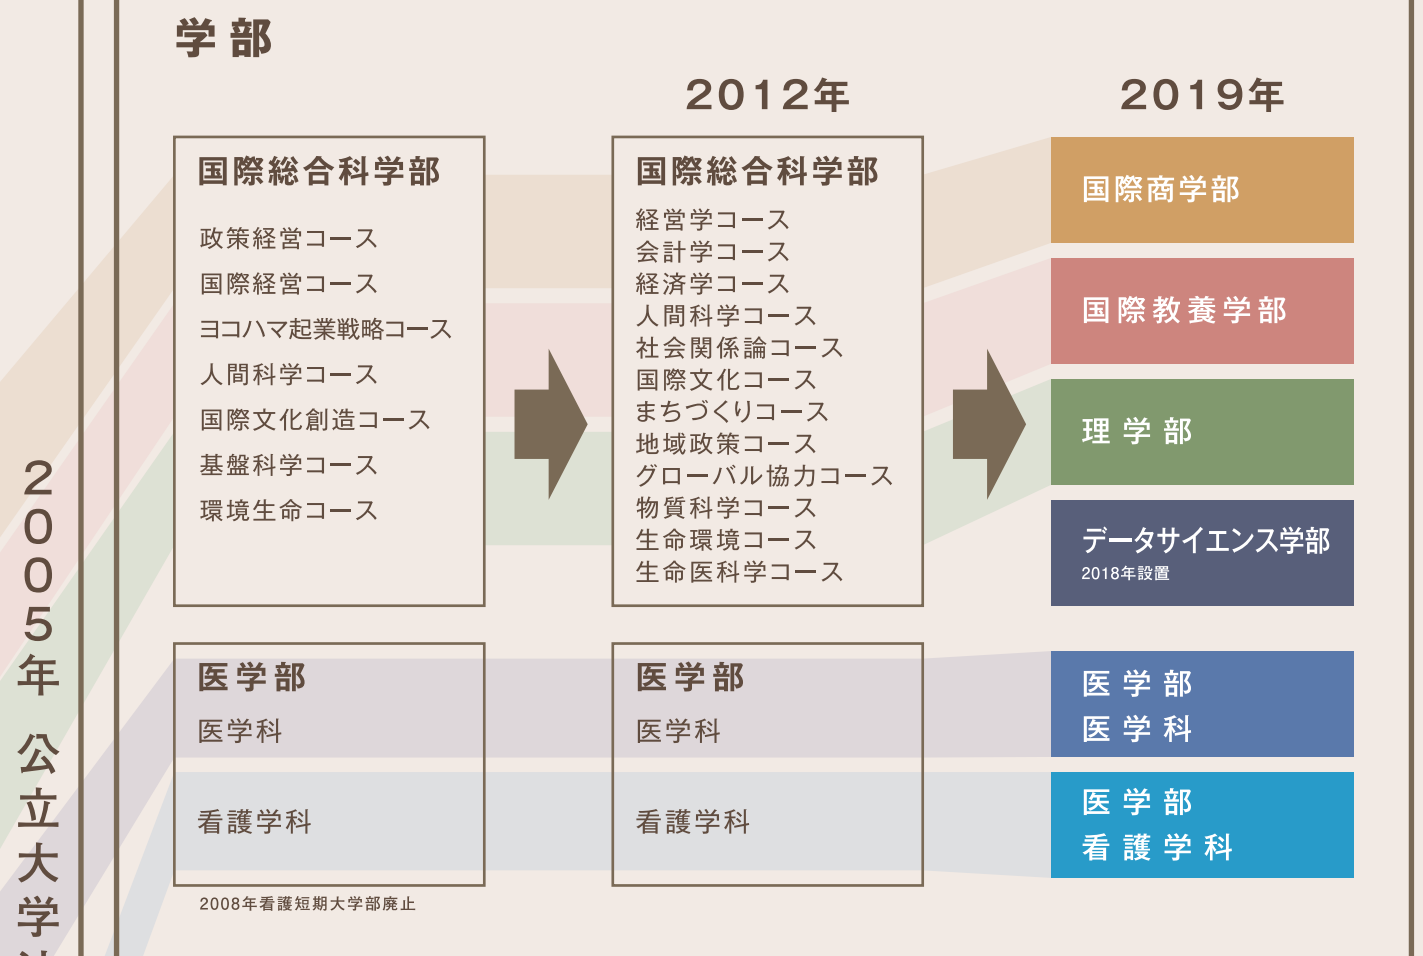 学部
2012年
2019年
2005年 公立大学
国際総合科学部
政策経営コース
国際経営コース
ヨコハマ起業戦略コース
人間科学コース
国際文化創造コース
基盤科学コース
環境生命コース
国際総合科学部
経営学コース
会計学コース
経済学コース
人間科学コース
社会関係論コース
国際文化コース
まちづくりコース
地域政策コース
グローバル協力コース
物質科学コース
生命環境コース
生命医科学コース
国際商学部
国際教養学部
理学部
データサイエンス学部
2018年設置
医学部
医学科
看護学科
2008年看護短期大学部廃止
医学部
医学科
看護学科
医学部
医学科
医学部
看護学科